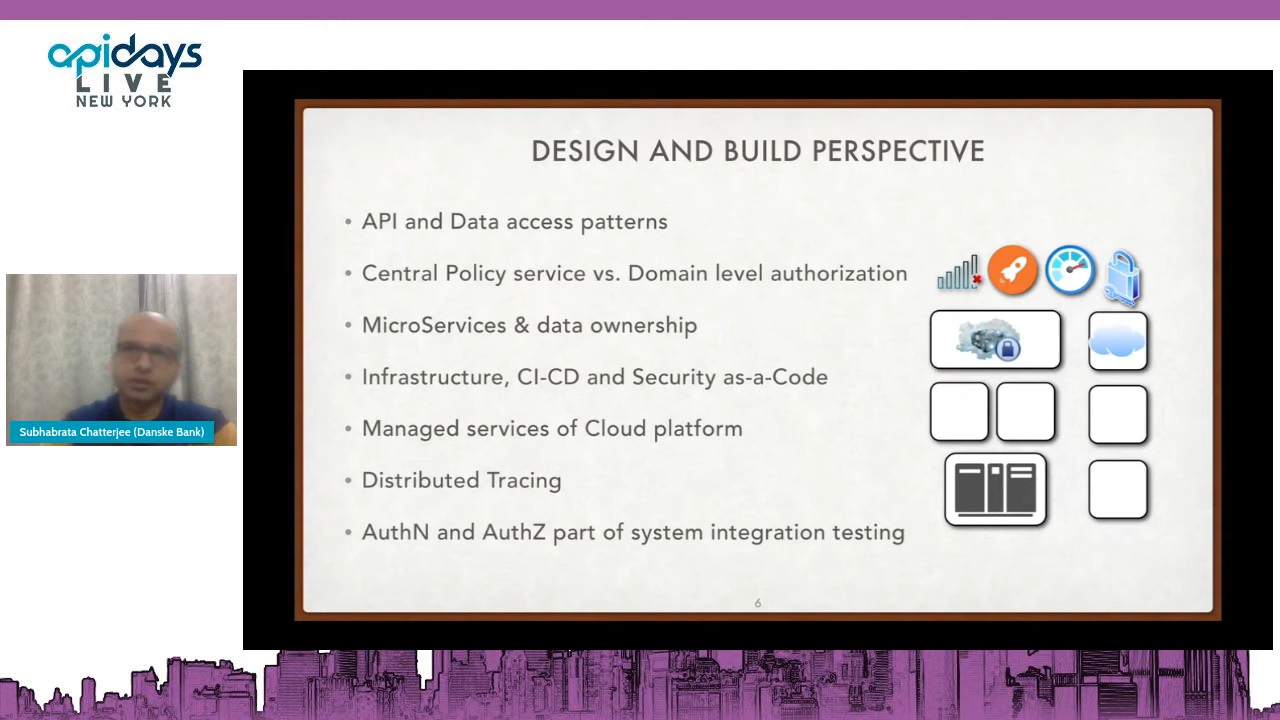 apidays
LIVE
NEW YORK
DESIGN AND BUILD PERSPECTIVE
• API and Data access patterns
• Central Policy service vs. Domain level authorization
• MicroServices & data ownership
• Infrastructure, CI-CD and Security as-a-Code
• Managed services of Cloud platform
• Distributed Tracing
• AuthN and AuthZ part of system integration testing
6
Subhabrata Chatterjee (Danske Bank)